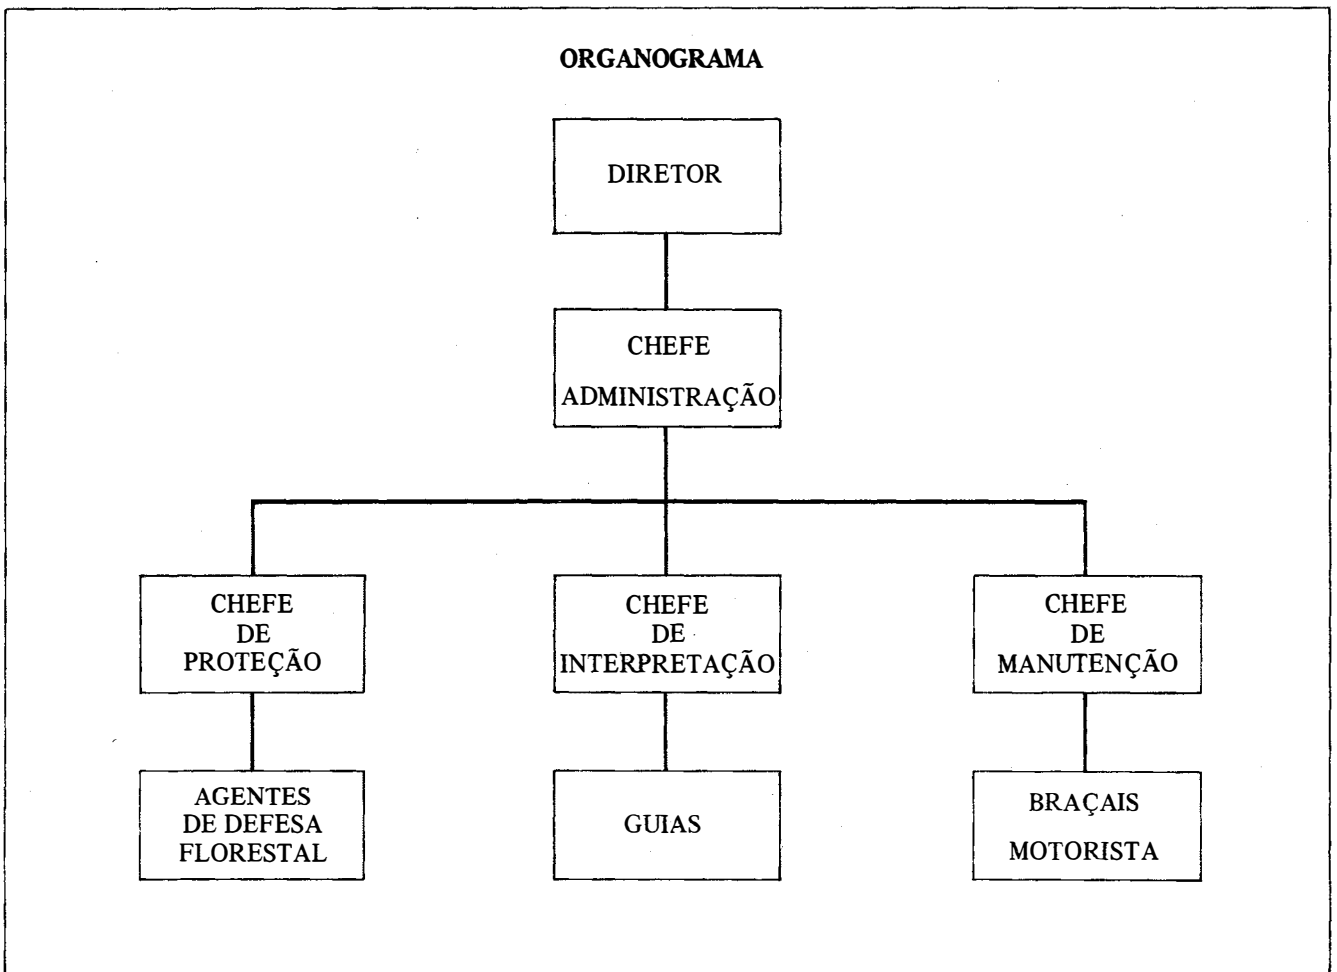 ORGANOGRAMA
DIRETOR
CHEFE
ADMINISTRAÇÃO
CHEFE
DE
PROTEÇÃO
CHEFE
DE
INTERPRETAÇÃO
CHEFE
DE
MANUTENÇÃO
AGENTES
DE DEFESA
FLORESTAL
GUIAS
BRAÇAIS
MOTORISTA